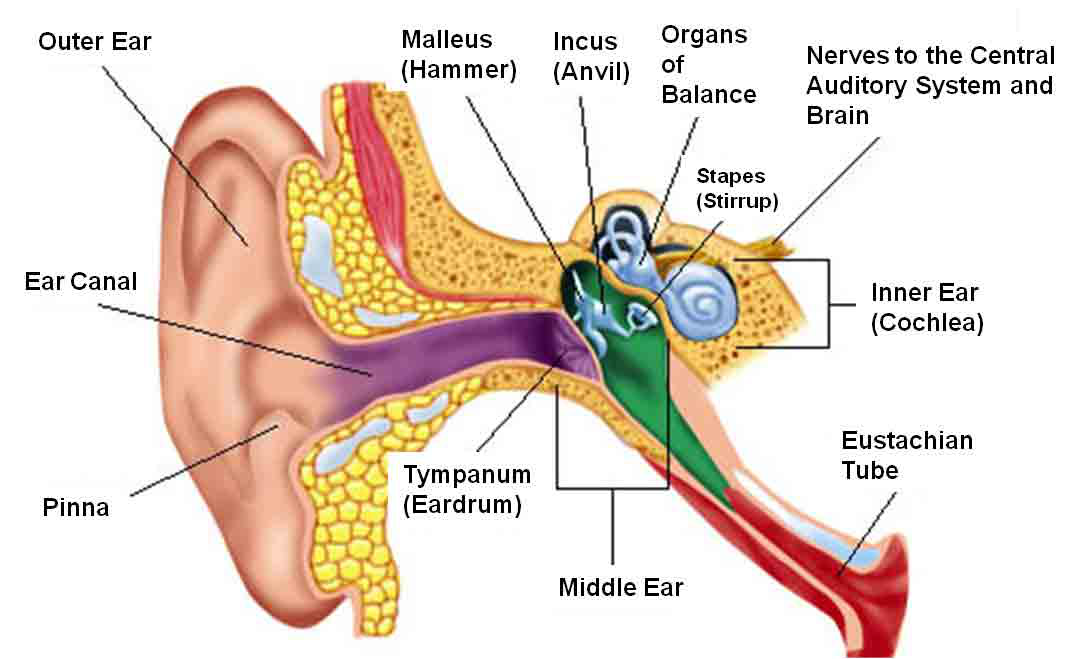 Outer Ear
Malleus
(Hammer)
Incus
(Anvil)
Organs
of
Balance
Nerves to the Central
Auditory System and
Brain
Stapes
(Stirrup)
Ear Canal
Inner Ear
(Cochlea)
Eustachian
Tube
Tympanum
(Eardrum)
Pinna
Middle Ear